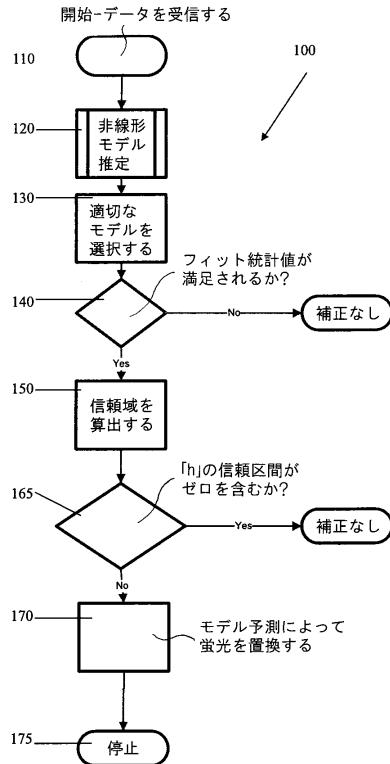 開始-データを受信する
110
100
120
非線形
モデル
推定
130
適切な
モデルを
選択する
フィット統計値が
満足されるか?
140
No
補正なし
Yes
150
信頼域を
算出する
「h」の信頼区間が
ゼロを含むか?
165
Yes
補正なし
No
170
モデル予測によって
蛍光を置換する
175
停止